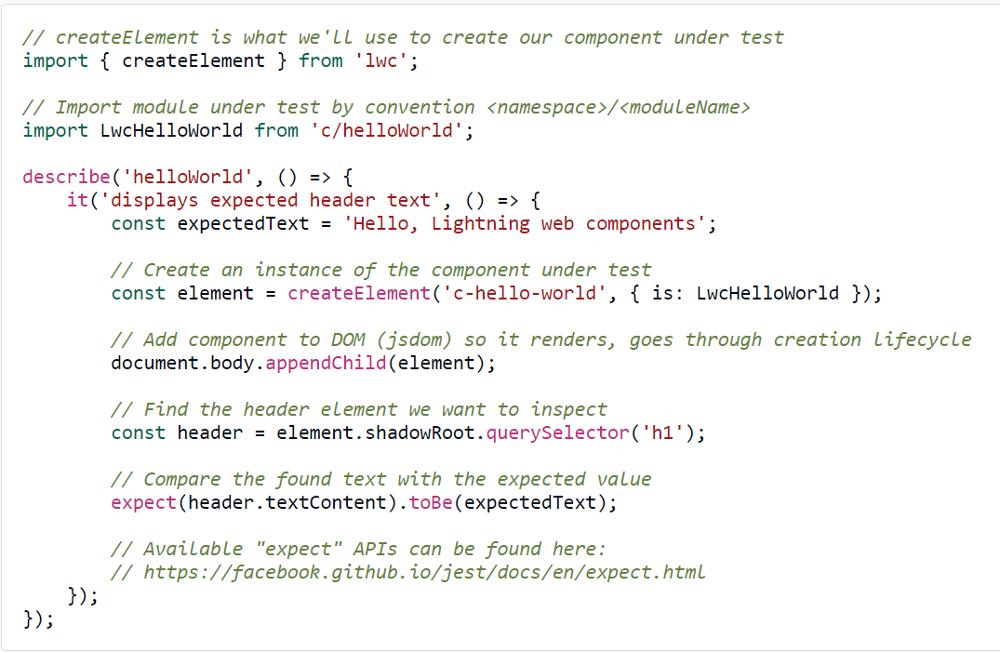 // createElement is what we'll use to create our component under test
import { createElement } from 'lwc';
// Import module under test by convention <namespace>/<moduleName>
import LwcHelloWorld from 'c/helloWorld';
describe('helloWorld', () => {
it('displays expected header text', () => {
const expectedText = 'Hello, Lightning web components';
// Create an instance of the component under test
const element = createElement('c-hello-world', { is: LwcHelloWorld });
// Add component to DOM (jsdom) so it renders, goes through creation lifecycle
document.body.appendChild(element);
// Find the header element we want to inspect
const header = element.shadowRoot.querySelector('h1');
// Compare the found text with the expected value
expect(header.textContent).toBe(expectedText);
// Available "expect" APIs can be found here:
// https://facebook.github.io/jest/docs/en/expect.html
});
});